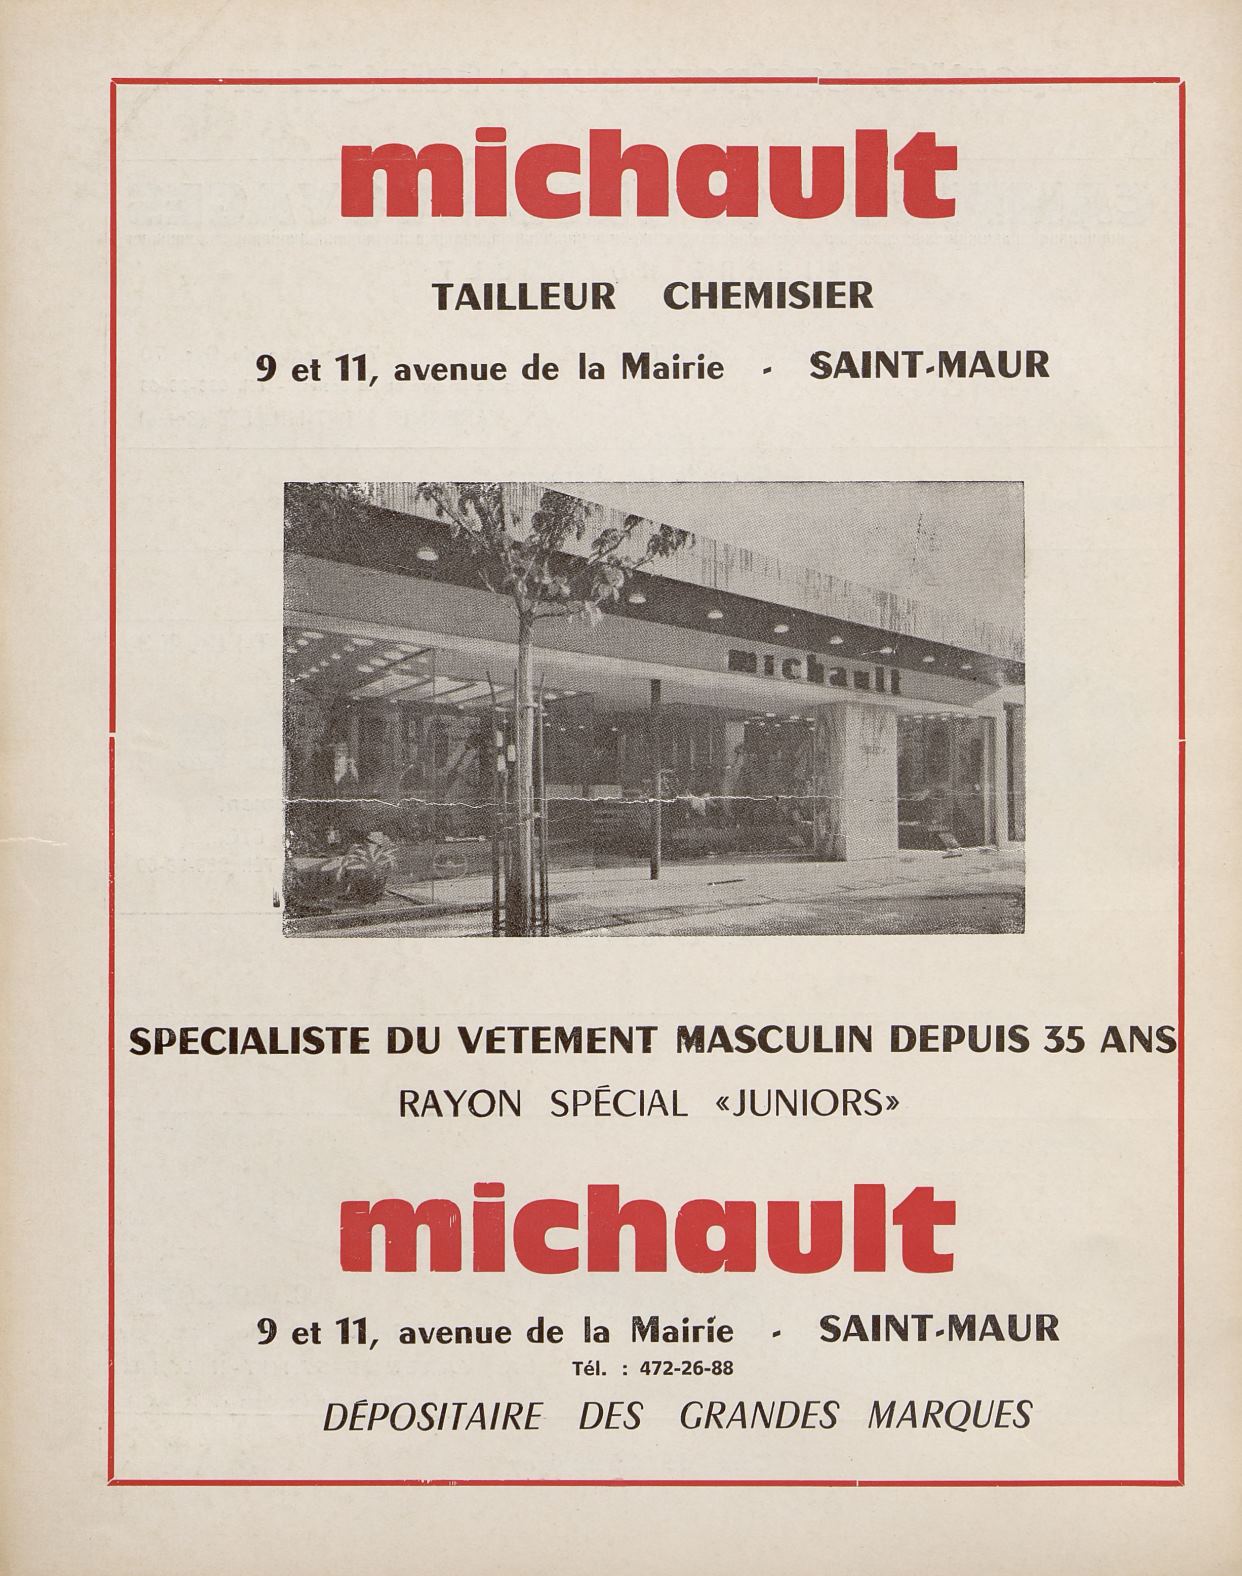 michault
TAILLEUR CHEMISIER
9 et 11, avenue de la Mairie - SAINT-MAUR
michault
SPECIALISTE DU VETEMENT MASCULIN DEPUIS 35 ANS
RAYON SPÉCIAL «JUNIORS»
michault
9 et 11, avenue de la Mairie - SAINT-MAUR
Tél. : 472-26-88
DÉPOSITAIRE DES GRANDES MARQUES